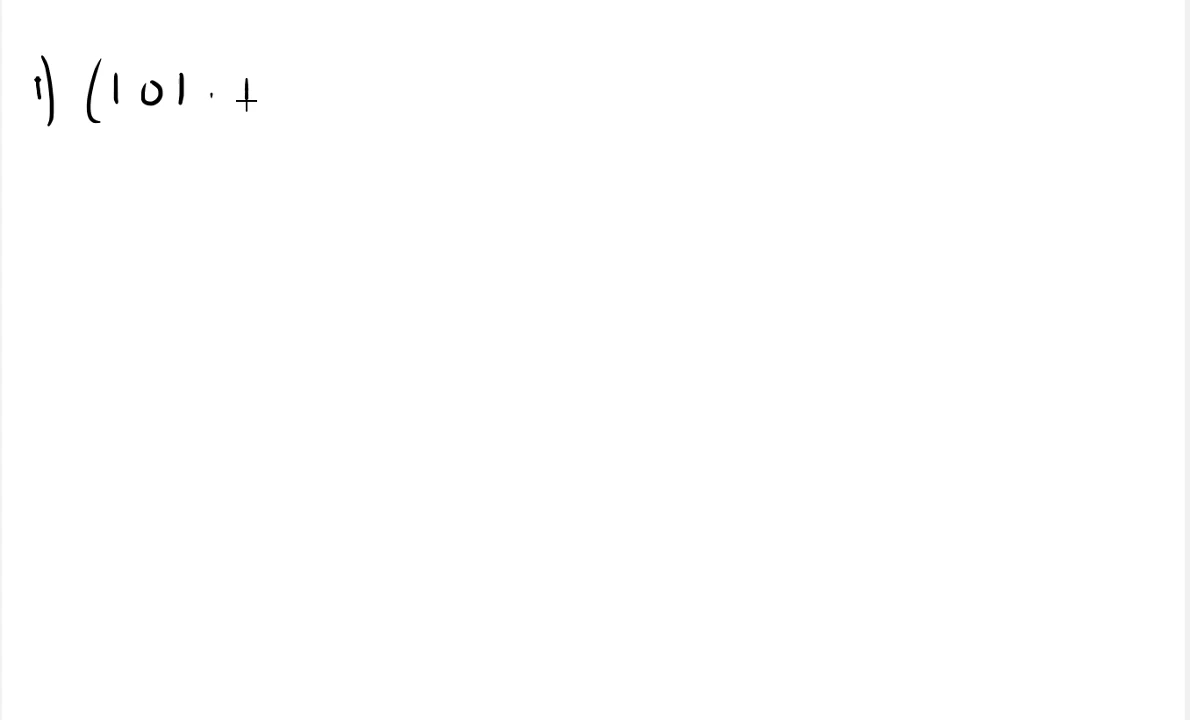 1) (101 . +